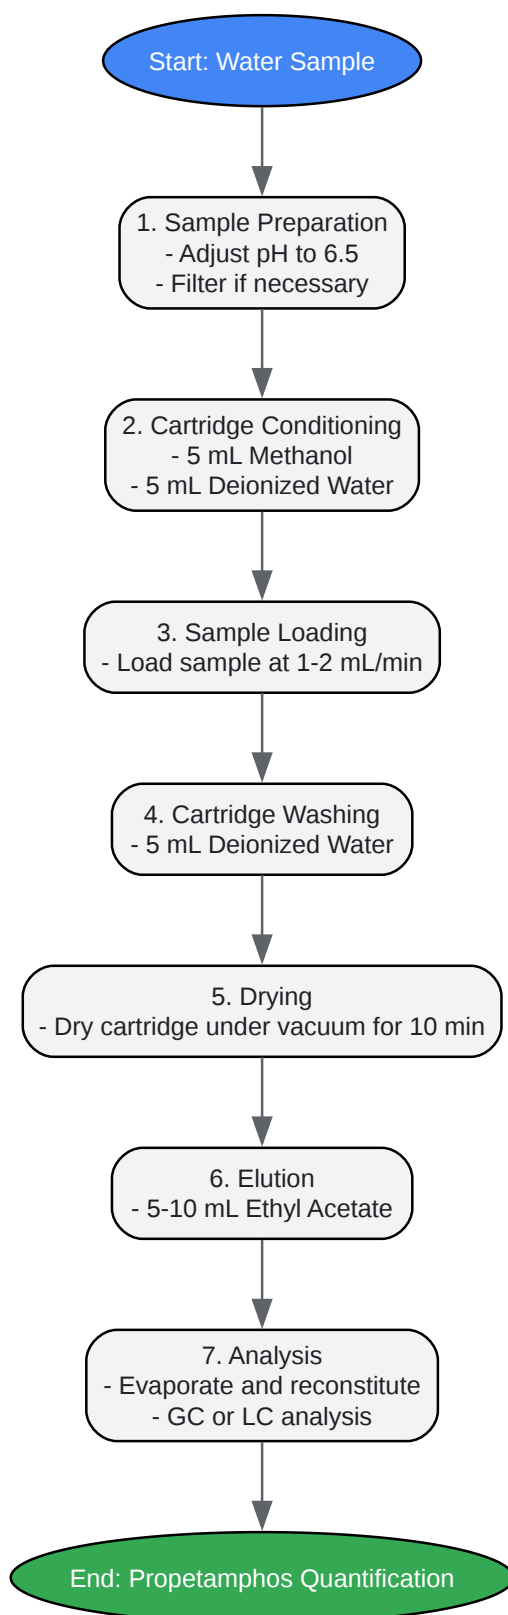 Start: Water Sample
1. Sample Preparation
- Adjust pH to 6.5
- Filter if necessary
2. Cartridge Conditioning
- 5 mL Methanol
- 5 mL Deionized Water
3. Sample Loading
- Load sample at 1-2 mL/min
4. Cartridge Washing
- 5 mL Deionized Water
5. Drying
- Dry cartridge under vacuum for 10 min
6. Elution
- 5-10 mL Ethyl Acetate
7. Analysis
- Evaporate and reconstitute
- GC or LC analysis
End: Propetamphos Quantification